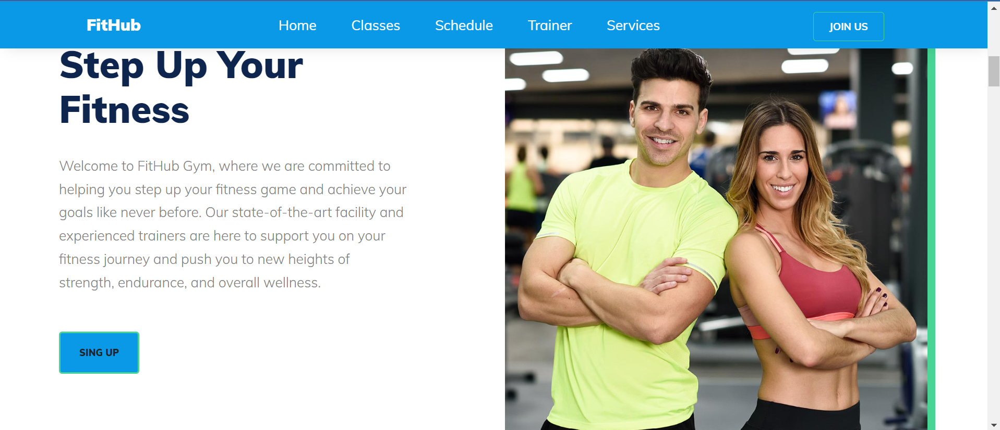 FitHub
Home
Classes
Schedule
Trainer
Services
JOIN US
Step Up Your
Fitness
Welcome to FitHub Gym, where we are committed to
helping you step up your fitness game and achieve your
goals like never before. Our state-of-the-art facility and
experienced trainers are here to support you on your
fitness journey and push you to new heights of
strength, endurance, and overall wellness.
SING UP